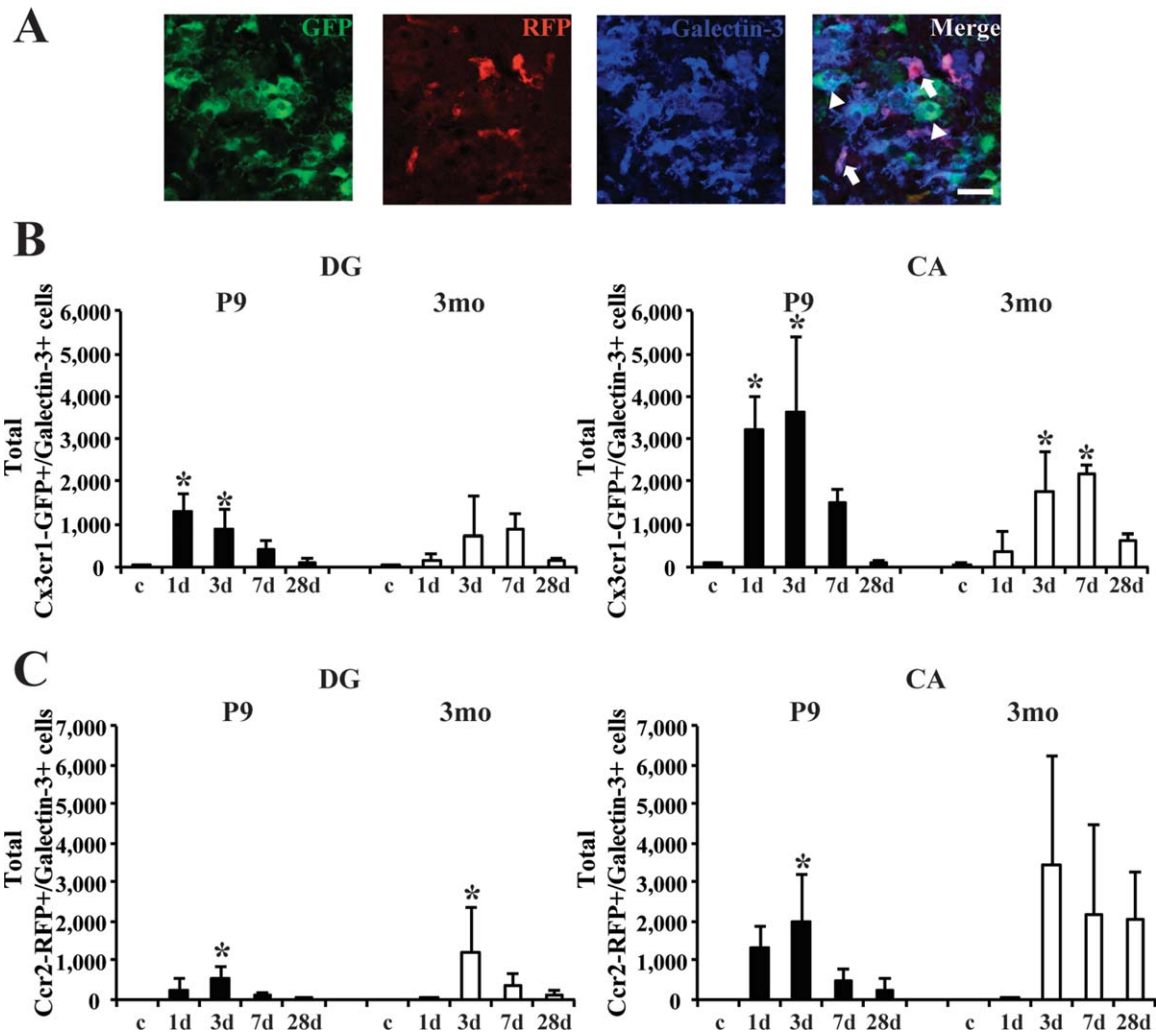 A
GFP
RFP
Galectin-3
Merge
B
DG
CA
P9
3mo
P9
3mo
Total
Cx3cr1-GFP+/Galectin-3+ cells
6,000
5,000
4,000
3,000
2,000
1,000
0
* *
c 1d 3d 7d 28d
c 1d 3d 7d 28d
6,000
5,000
4,000
3,000
2,000
1,000
0
* *
* *
c 1d 3d 7d 28d
c 1d 3d 7d 28d
C
DG
CA
P9
3mo
P9
3mo
Total
Ccr2-RFP+/Galectin-3+ cells
7,000
6,000
5,000
4,000
3,000
2,000
1,000
0
*
*
c 1d 3d 7d 28d
c 1d 3d 7d 28d
Total
Ccr2-RFP+/Galectin-3+ cells
7,000
6,000
5,000
4,000
3,000
2,000
1,000
0
*
c 1d 3d 7d 28d
c 1d 3d 7d 28d
Total
Cx3cr1-GFP+/Galectin-3+ cells